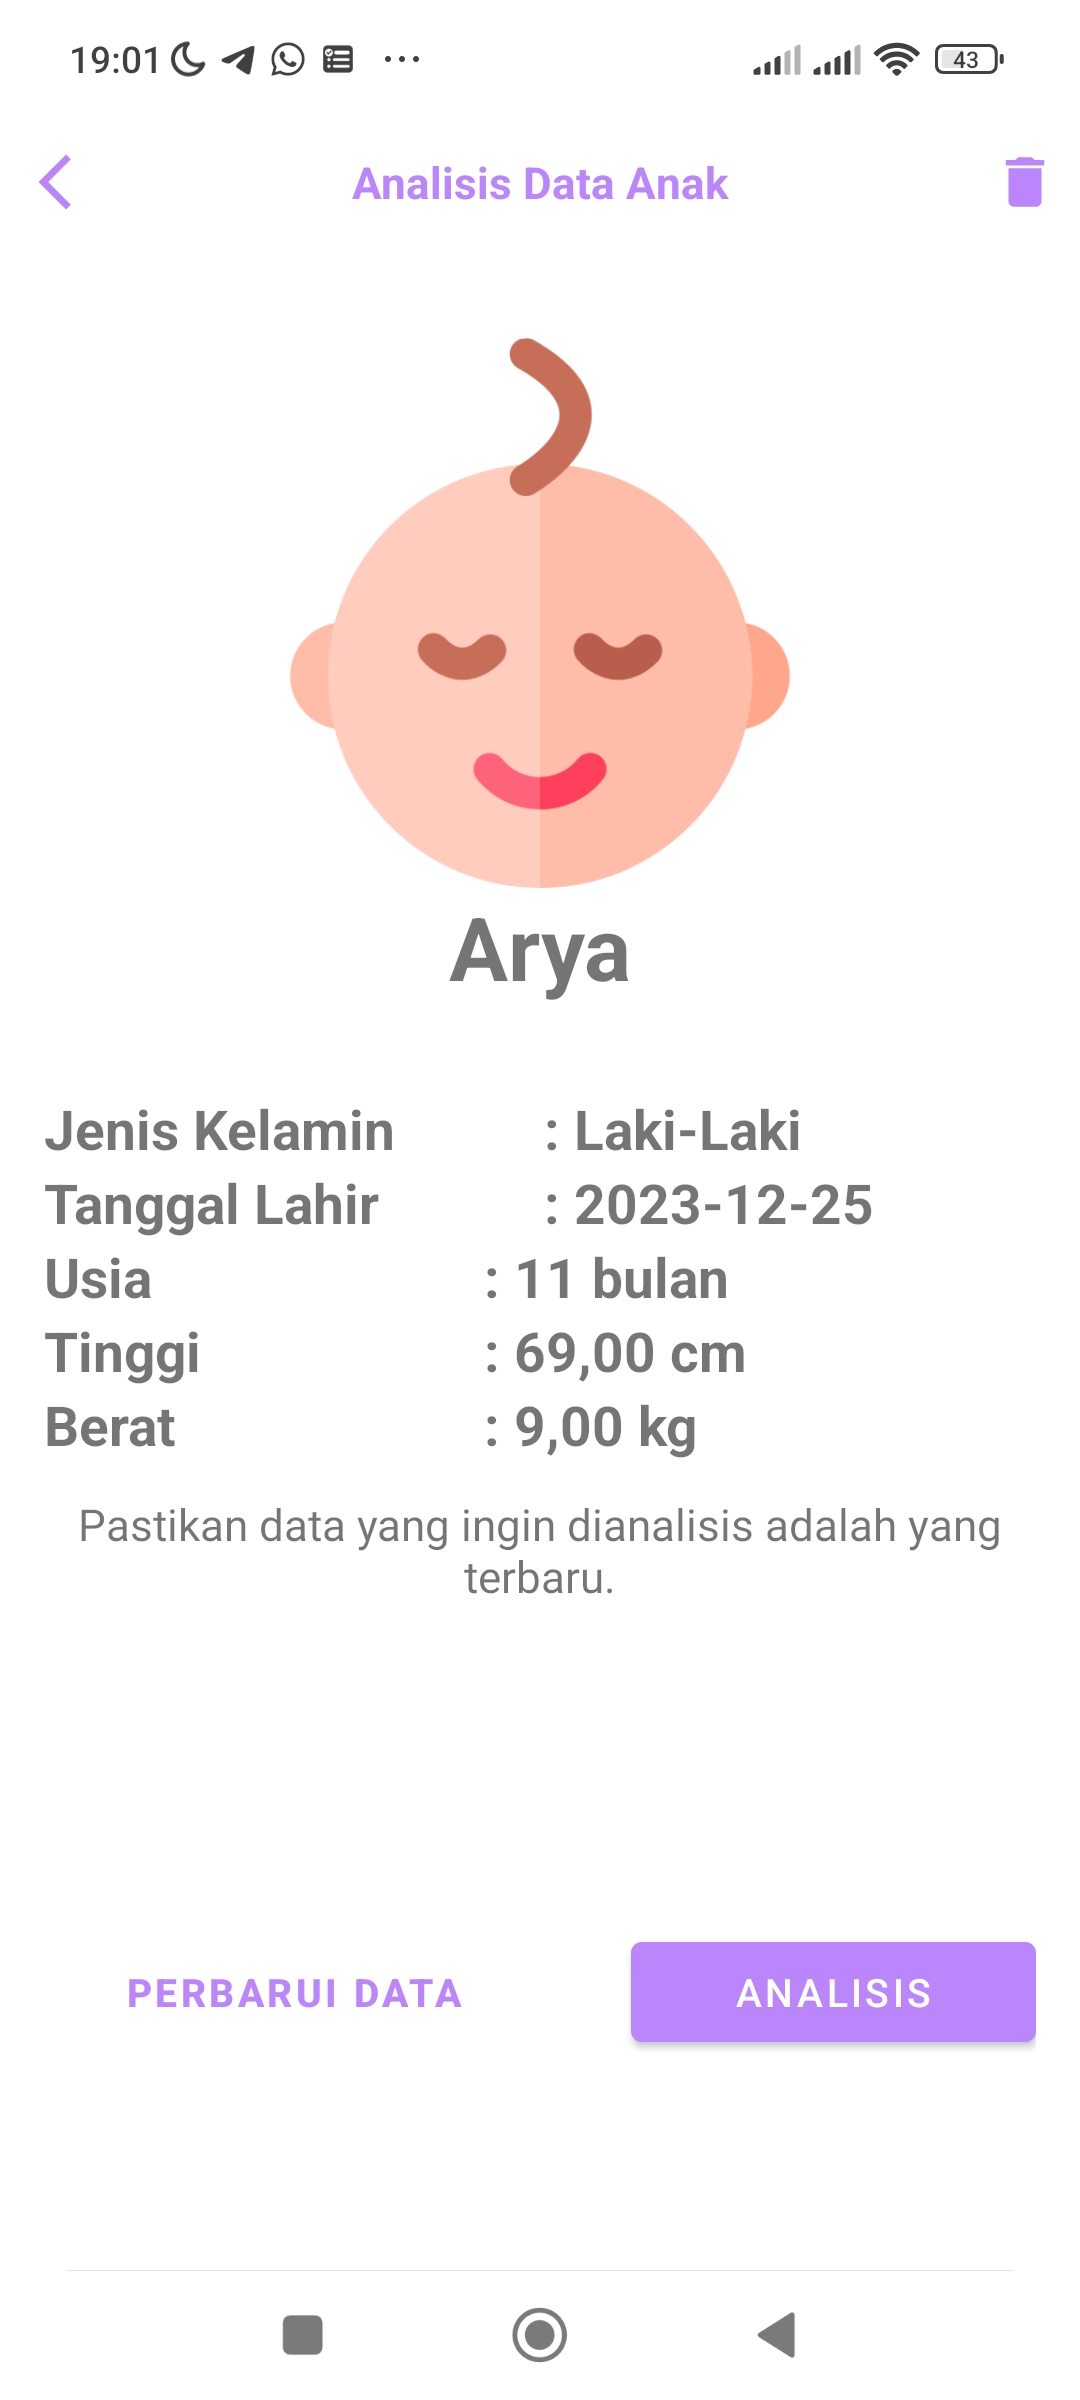 19:01
43
Analisis Data Anak
Arya
Jenis Kelamin : Laki-Laki
Tanggal Lahir : 2023-12-25
Usia : 11 bulan
Tinggi : 69,00 cm
Berat : 9,00 kg
Pastikan data yang ingin dianalisis adalah yang
terbaru.
PERBARUI DATA
ANALISIS